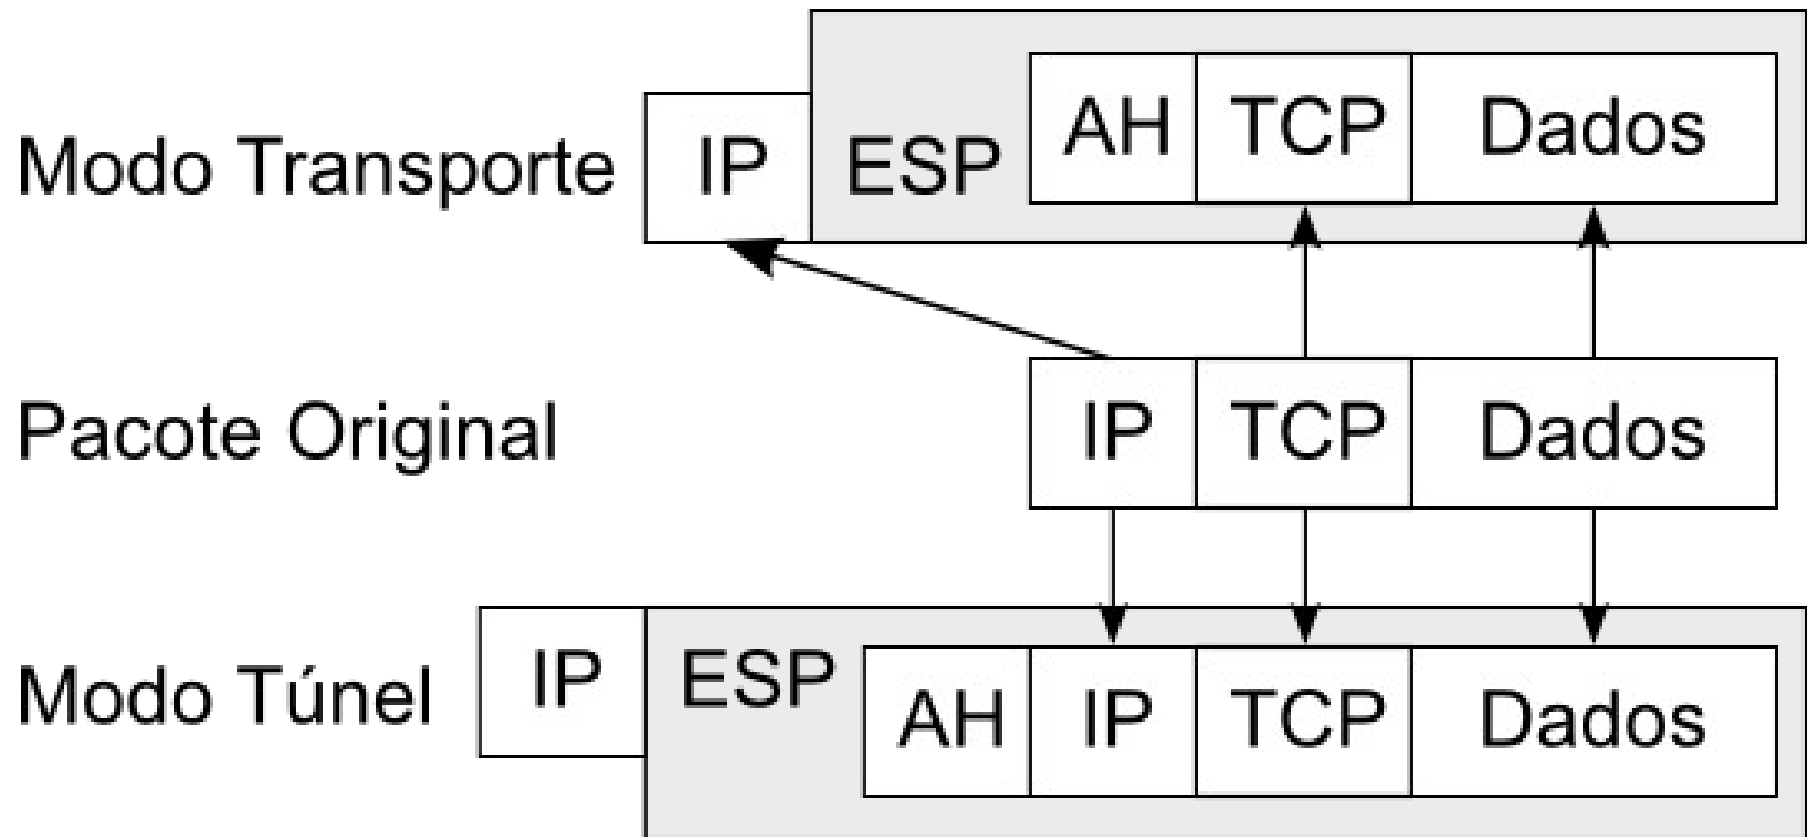 Modo Transporte IP ESP AH TCP Dados
Pacote Original IP TCP Dados
Modo Túnel IP ESP AH IP TCP Dados